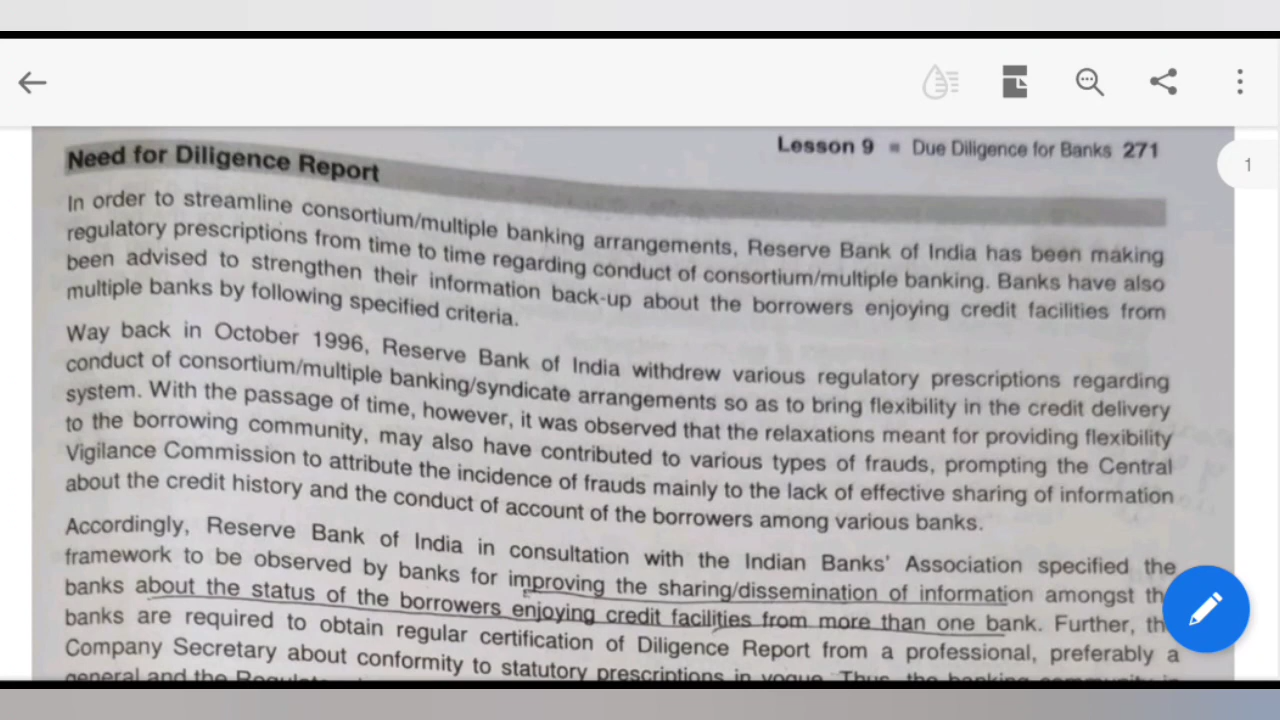 Lesson 9 ▪ Due Diligence for Banks 271
1
Need for Diligence Report
In order to streamline consortium/multiple banking arrangements, Reserve Bank of India has been making
regulatory prescriptions from time to time regarding conduct of consortium/multiple banking. Banks have also
been advised to strengthen their information back-up about the borrowers enjoying credit facilities from
multiple banks by following specified criteria.
Way back in October 1996, Reserve Bank of India withdrew various regulatory prescriptions regarding
conduct of consortium/multiple banking/syndicate arrangements so as to bring flexibility in the credit delivery
system. With the passage of time, however, it was observed that the relaxations meant for providing flexibility
to the borrowing community, may also have contributed to various types of frauds, prompting the Central
Vigilance Commission to attribute the incidence of frauds mainly to the lack of effective sharing of information
about the credit history and the conduct of account of the borrowers among various banks.
Accordingly, Reserve Bank of India in consultation with the Indian Banks' Association specified the
framework to be observed by banks for improving the sharing/dissemination of information amongst th
banks about the status of the borrowers enjoying credit facilities from more than one bank. Further, th
banks are required to obtain regular certification of Diligence Report from a professional, preferably a
Company Secretary about conformity to statutory prescriptions in vogue. Thus, the banking
general and the